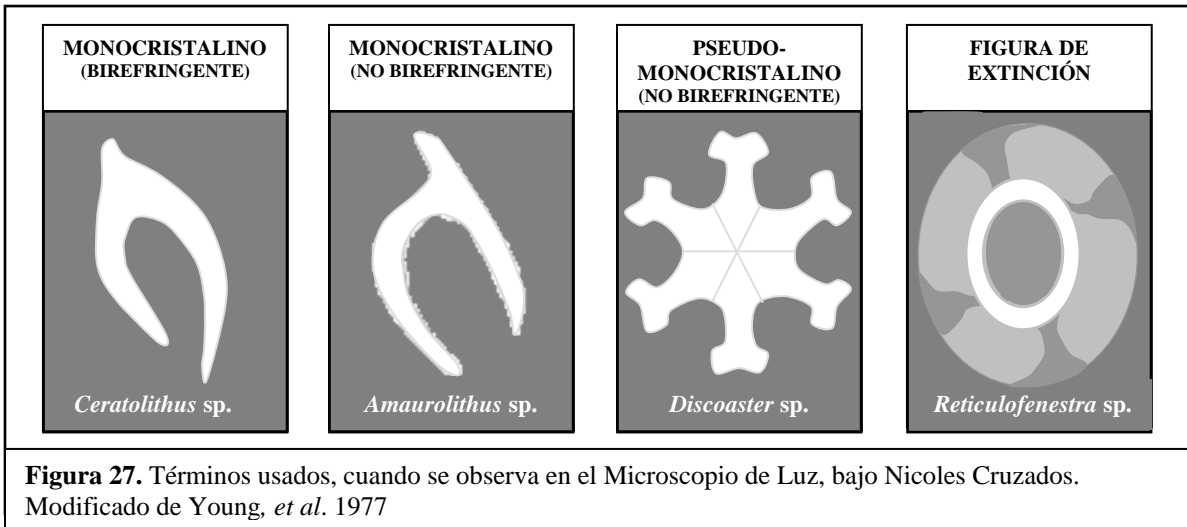 MONOCRISTALINO
(BIREFRINGENTE)
MONOCRISTALINO
(NO BIREFRINGENTE)
PSEUDO-
MONOCRISTALINO
(NO BIREFRINGENTE)
FIGURA DE
EXTINCIÓN
Ceratolithus sp.
Amaurolithus sp.
Discoaster sp.
Reticulofenestra sp.
Figura 27. Términos usados, cuando se observa en el Microscopio de Luz, bajo Nicoles Cruzados.
Modificado de Young, et al. 1977